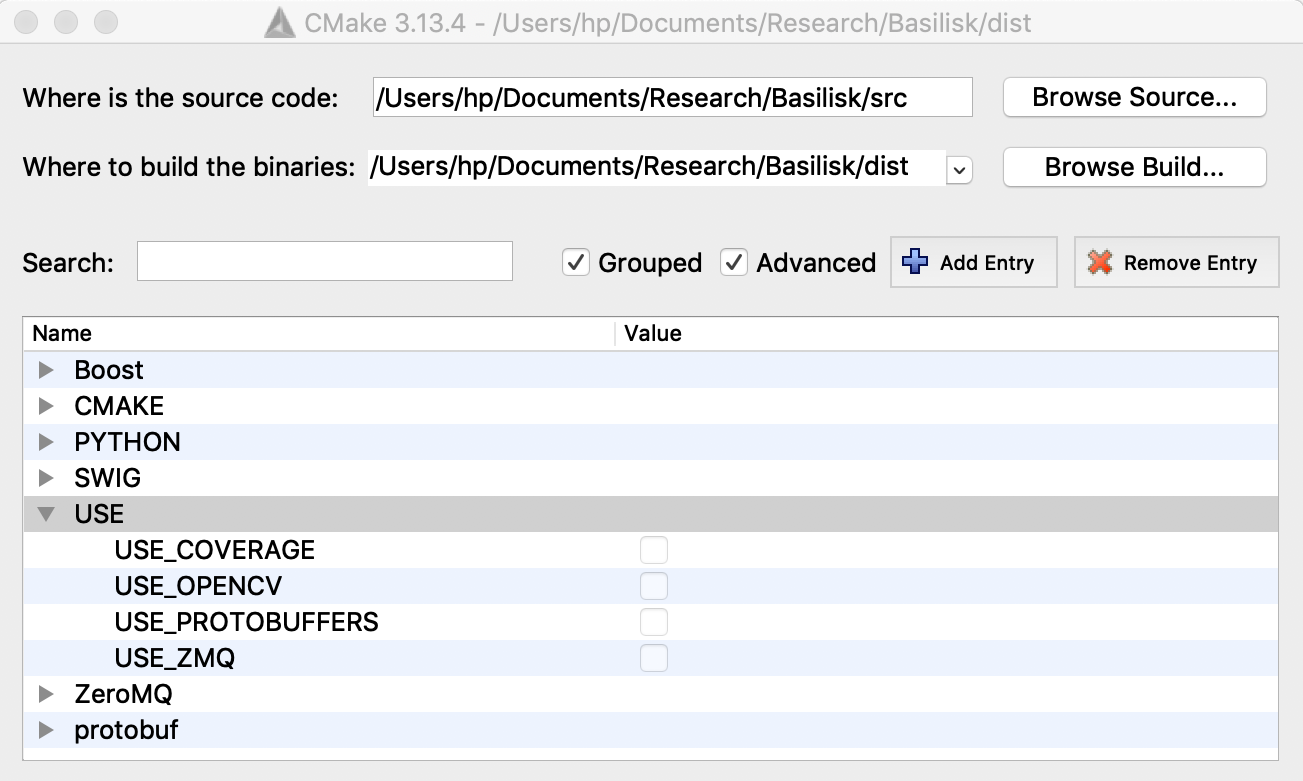 CMake 3.13.4 - /Users/hp/Documents/Research/Basilisk/dist
Where is the source code: /Users/hp/Documents/Research/Basilisk/src Browse Source...
Where to build the binaries: /Users/hp/Documents/Research/Basilisk/dist Browse Build...
Search: Grouped Advanced Add Entry Remove Entry
Name Value
Boost
CMAKE
PYTHON
SWIG
USE
USE_COVERAGE
USE_OPENCV
USE_PROTOBUFFERS
USE_ZMQ
ZeroMQ
protobuf